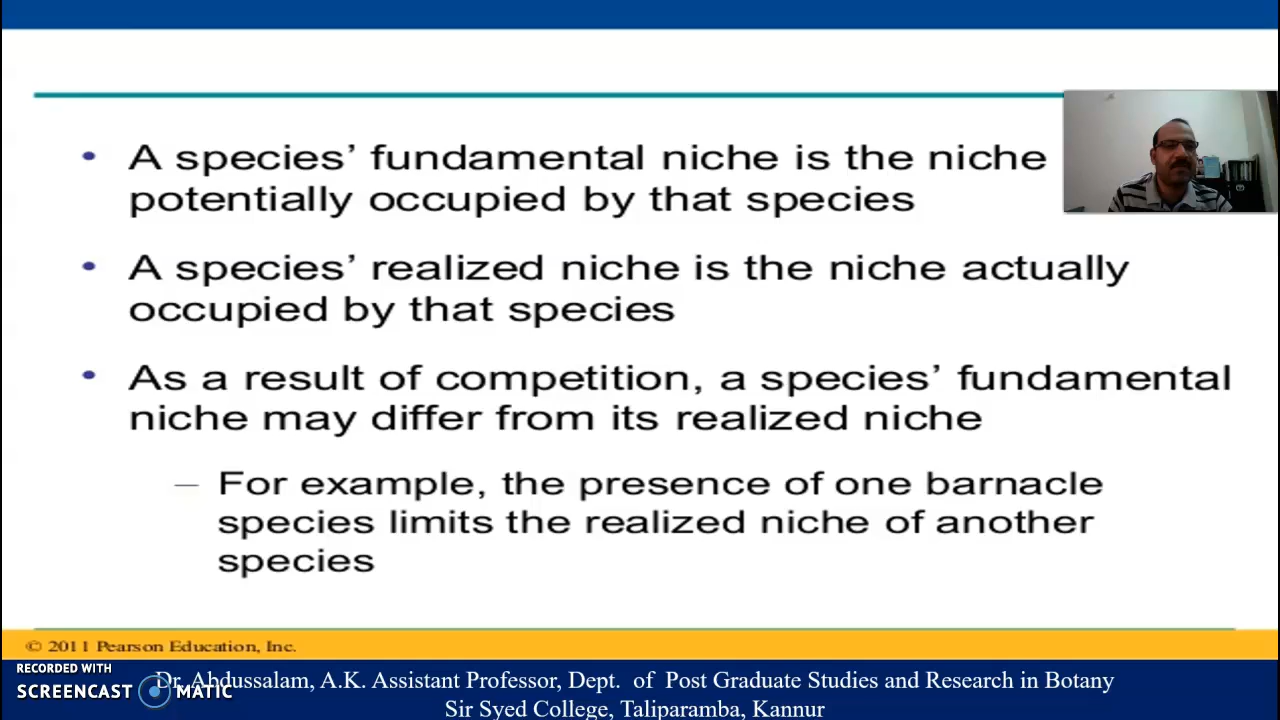 • A species’ fundamental niche is the niche
potentially occupied by that species
• A species’ realized niche is the niche actually
occupied by that species
• As a result of competition, a species’ fundamental
niche may differ from its realized niche
– For example, the presence of one barnacle
species limits the realized niche of another
species
© 2011 Pearson Education, Inc.
RECORDED WITH
SCREENCAST MATIC
Dr. Abdussalam, A.K. Assistant Professor, Dept. of Post Graduate Studies and Research in Botany
Sir Syed College, Taliparamba, Kannur